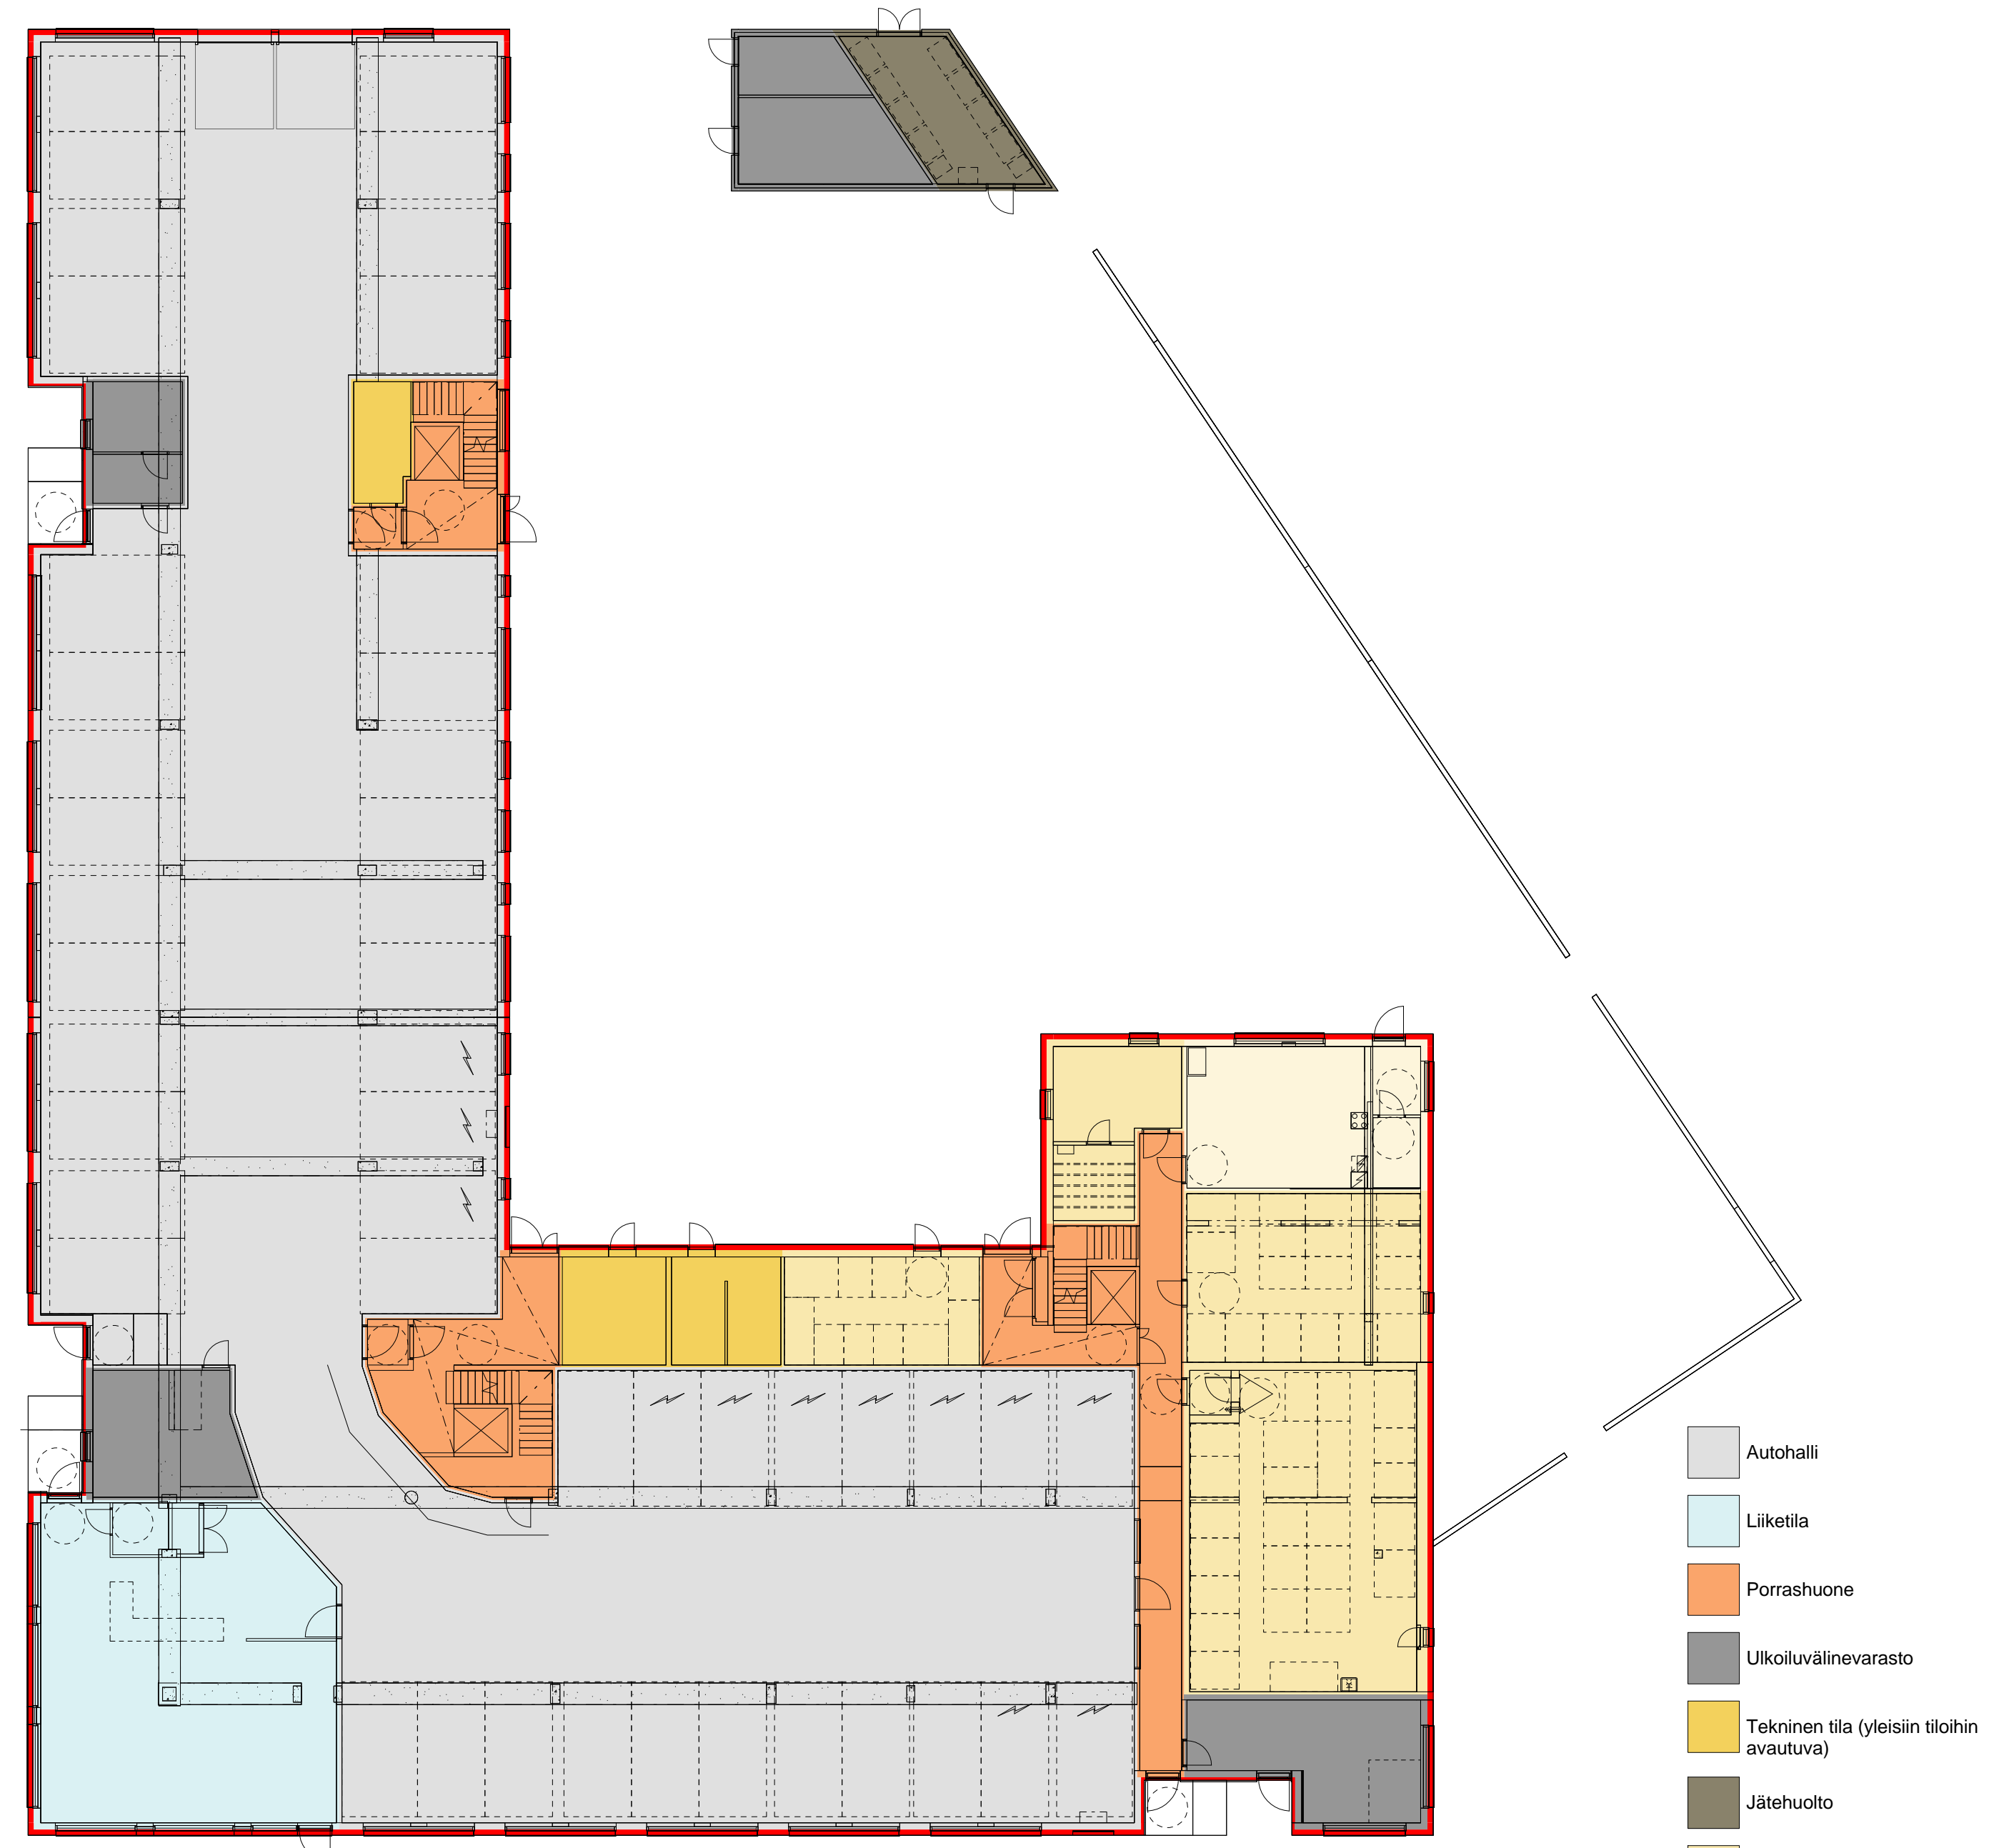 Autohalli
Liiketila
Porrashuone
Ulkoiluvälinevarasto
Tekninen tila (yleisiin tiloihin
avautuva)
Jätehuolto